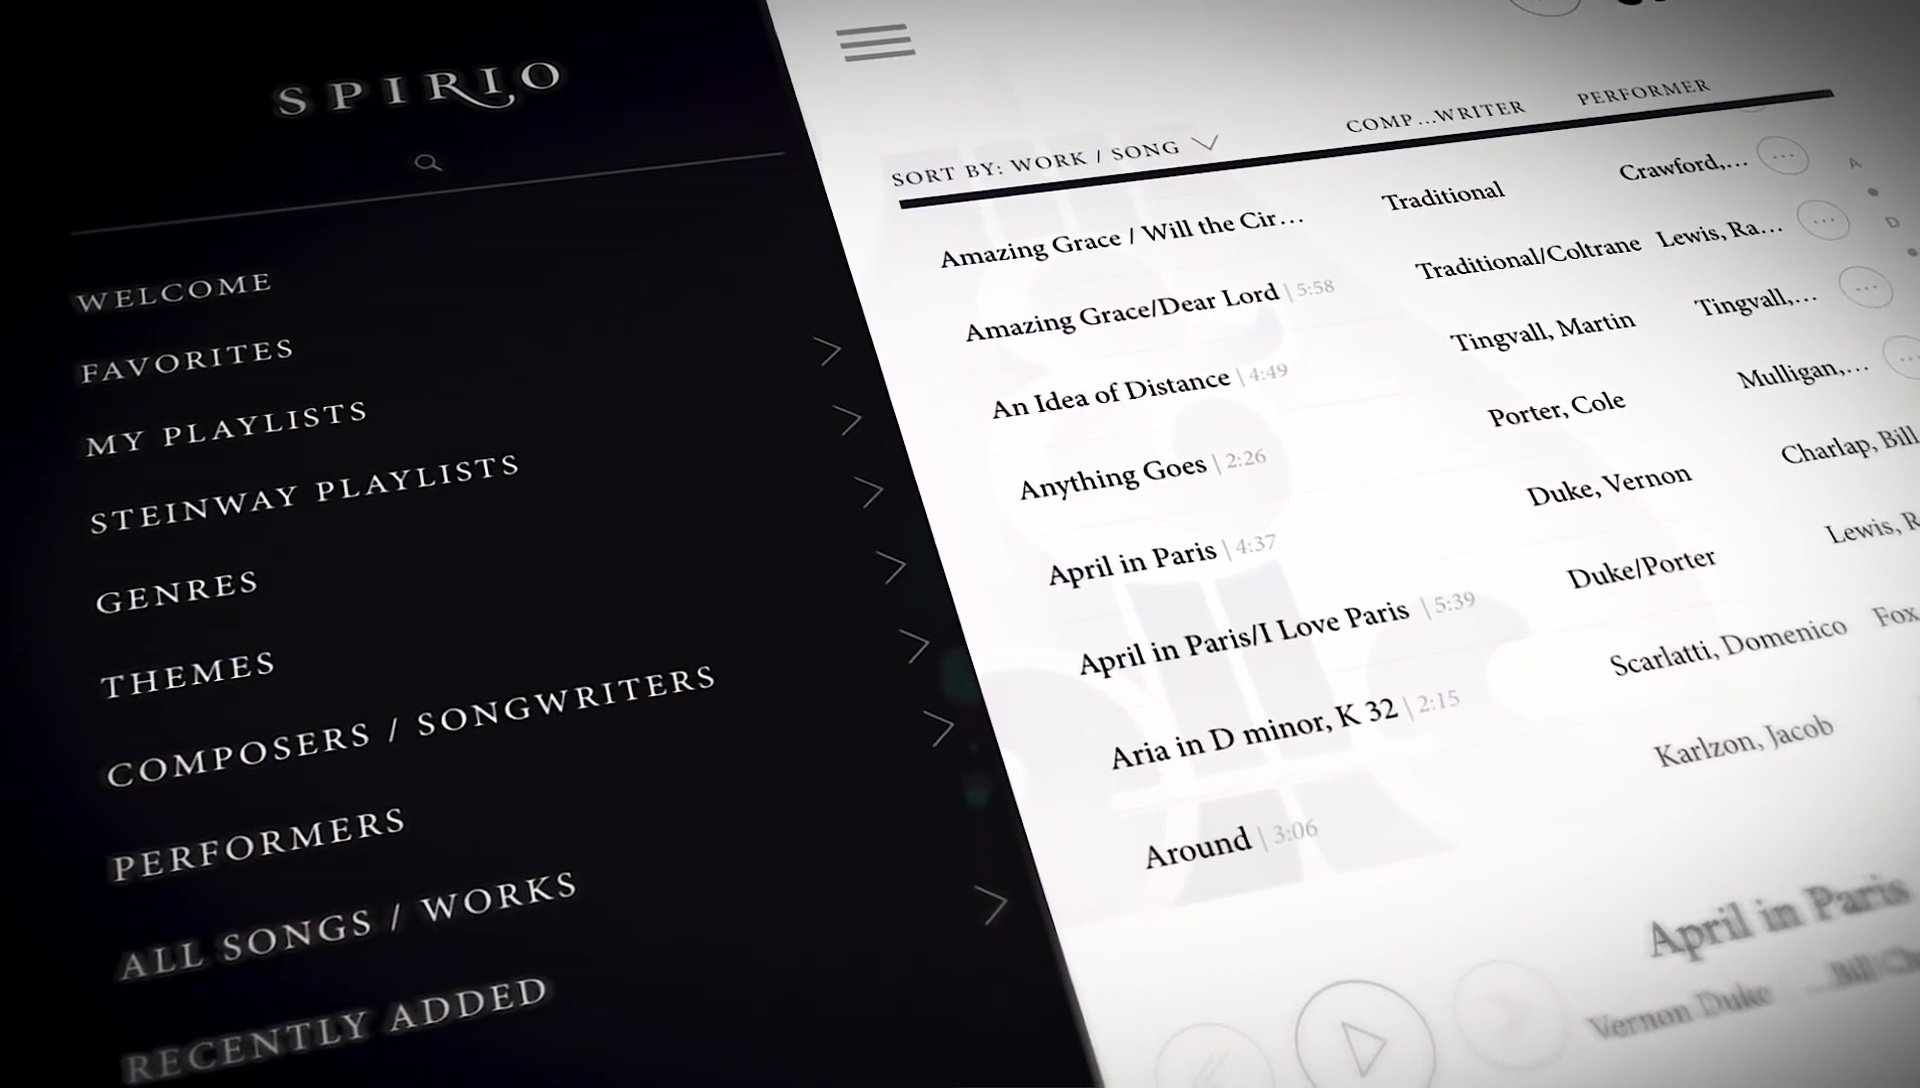 SPIRIO
WELCOME
FAVORITES
MY PLAYLISTS
STEINWAY PLAYLISTS
GENRES
THEMES
COMPOSERS / SONGWRITERS
PERFORMERS
ALL SONGS / WORKS
RECENTLY ADDED
SORT BY: WORK / SONG COMP...WRITER PERFORMER
Amazing Grace / Will the Cir... Traditional Crawford,...
Amazing Grace/Dear Lord | 5:58 Traditional/Coltrane Lewis, Ra...
An Idea of Distance | 4:49 Tingvall, Martin Tingvall,...
Anything Goes | 2:26 Porter, Cole Mulligan,...
April in Paris | 4:37 Duke, Vernon Charlap, Bill
April in Paris/I Love Paris | 5:39 Duke/Porter Lewis, R
Aria in D minor, K 32 | 2:15 Scarlatti, Domenico Fox
Around | 3:06 Karlzon, Jacob
A
D
April in Paris
Vernon Duke Bill